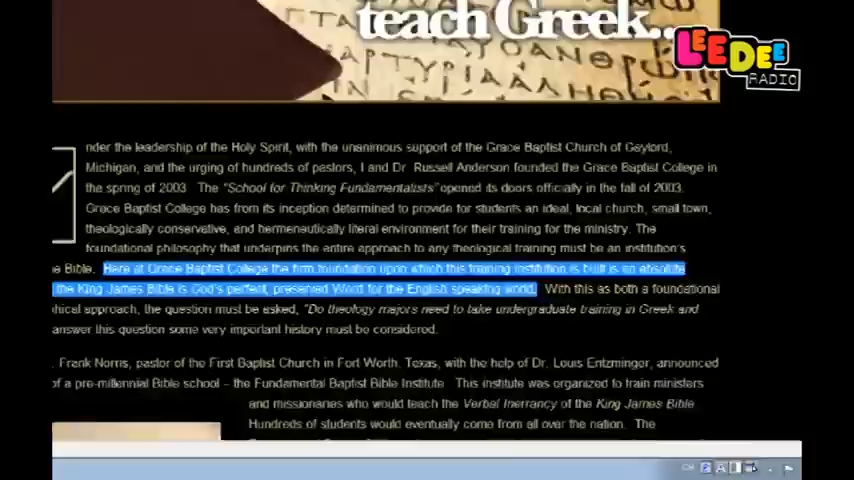 teach Greek..
LEEDEE
RADIO
nder the leadership of the Holy Spirit, with the unanimous support of the Grace Baptist Church of Gaylord,
Michigan, and the urging of hundreds of pastors, I and Dr. Russell Anderson founded the Grace Baptist College in
the spring of 2003. The "School for Thinking Fundamentalists" opened its doors officially in the fall of 2003.
Grace Baptist College has from its inception determined to provide for students an ideal, local church, small town,
theologically conservative, and hermeneutically literal environment for their training for the ministry. The
foundational philosophy that underpins the entire approach to any theological training must be an institution's
e Bible. Here at Grace Baptist College the firm foundation upon which this training institution is built is an absolute
the King James Bible is God's perfect, preserved Word for the English speaking world. With this as both a foundational
hical approach, the question must be asked, "Do theology majors need to take undergraduate training in Greek and
answer this question some very important history must be considered.
. Frank Norris, pastor of the First Baptist Church in Fort Worth, Texas, with the help of Dr. Louis Entzminger, announced
of a pre-millennial Bible school – the Fundamental Baptist Bible Institute. This institute was organized to train ministers
and missionaries who would teach the Verbal Inerrancy of the King James Bible.
Hundreds of students would eventually come from all over the nation. The
CH